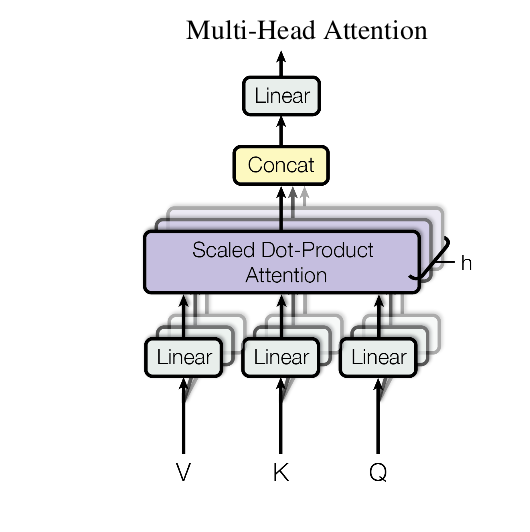 Multi-Head Attention
Linear
Concat
Scaled Dot-Product
Attention
h
Linear Linear Linear
V K Q